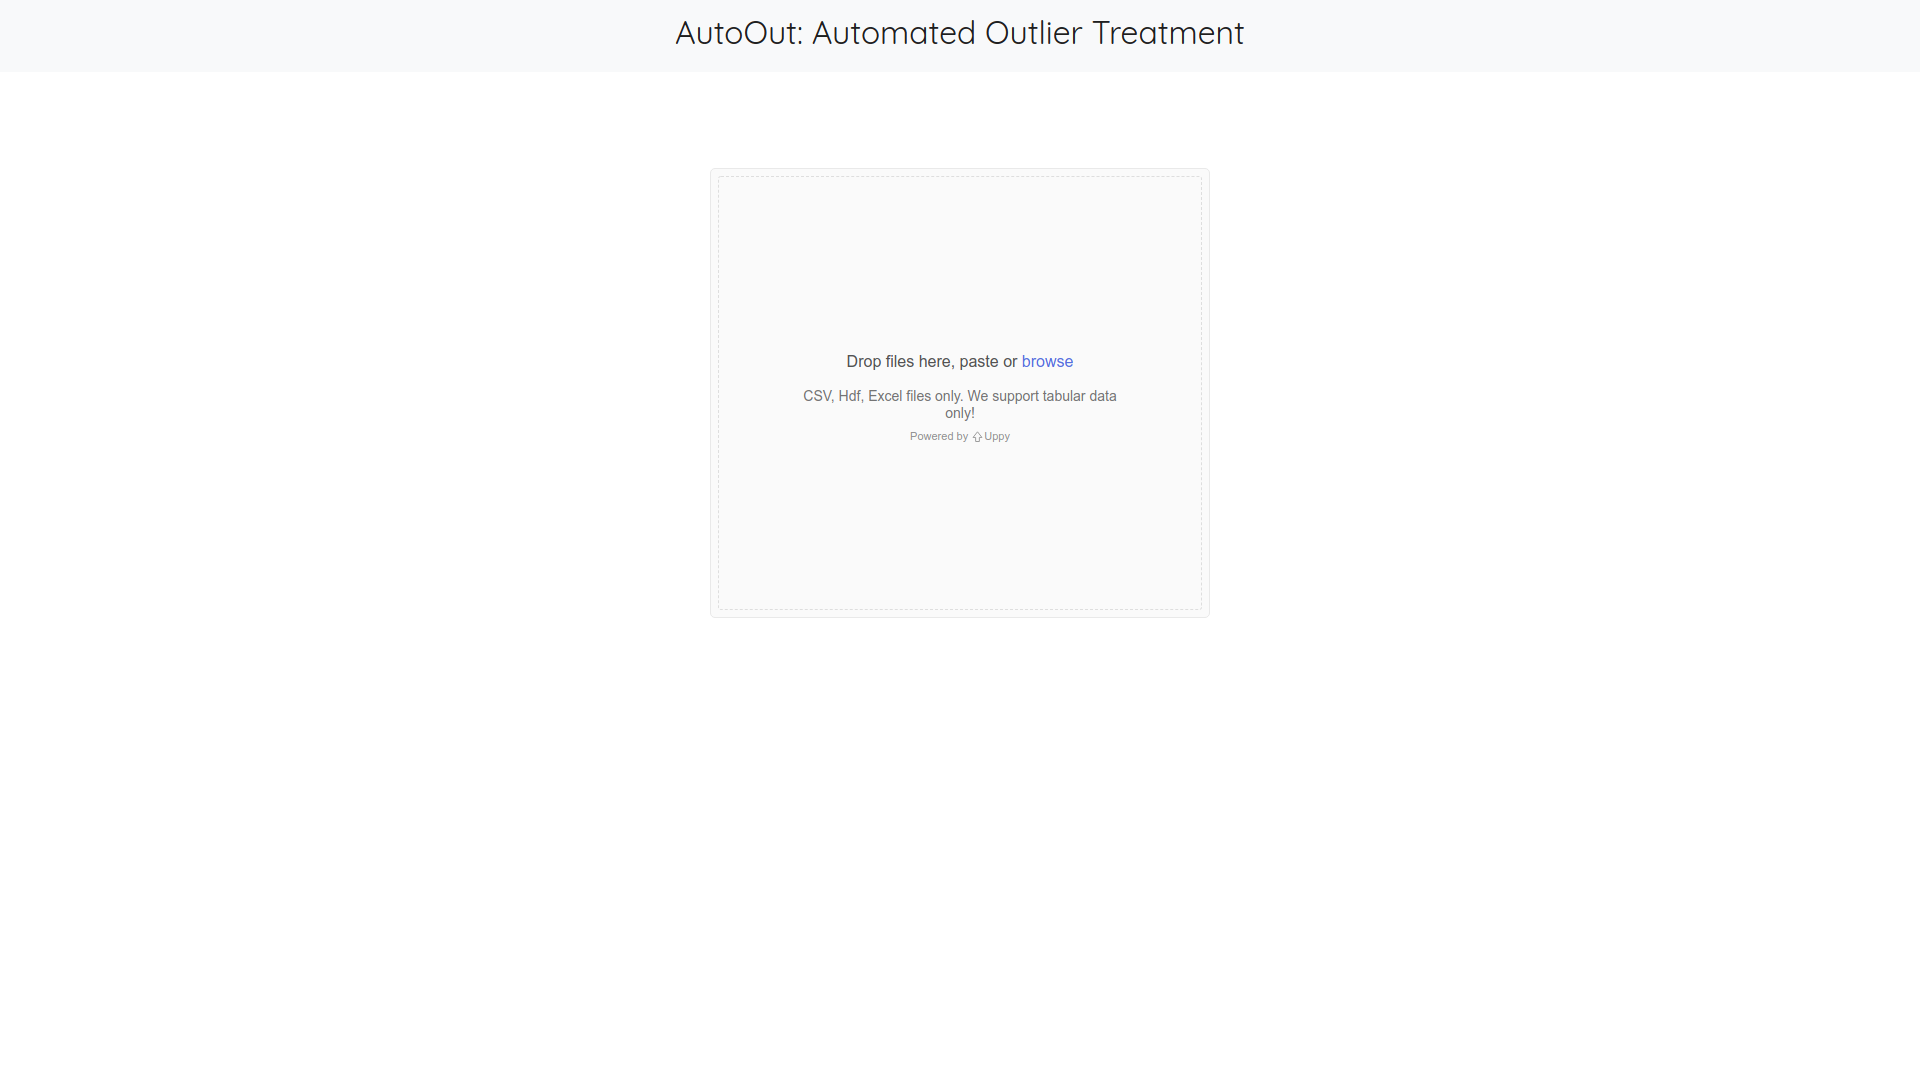 AutoOut: Automated Outlier Treatment
Drop files here, paste or browse
CSV, Hdf, Excel files only. We support tabular data
only!
Powered by Uppy